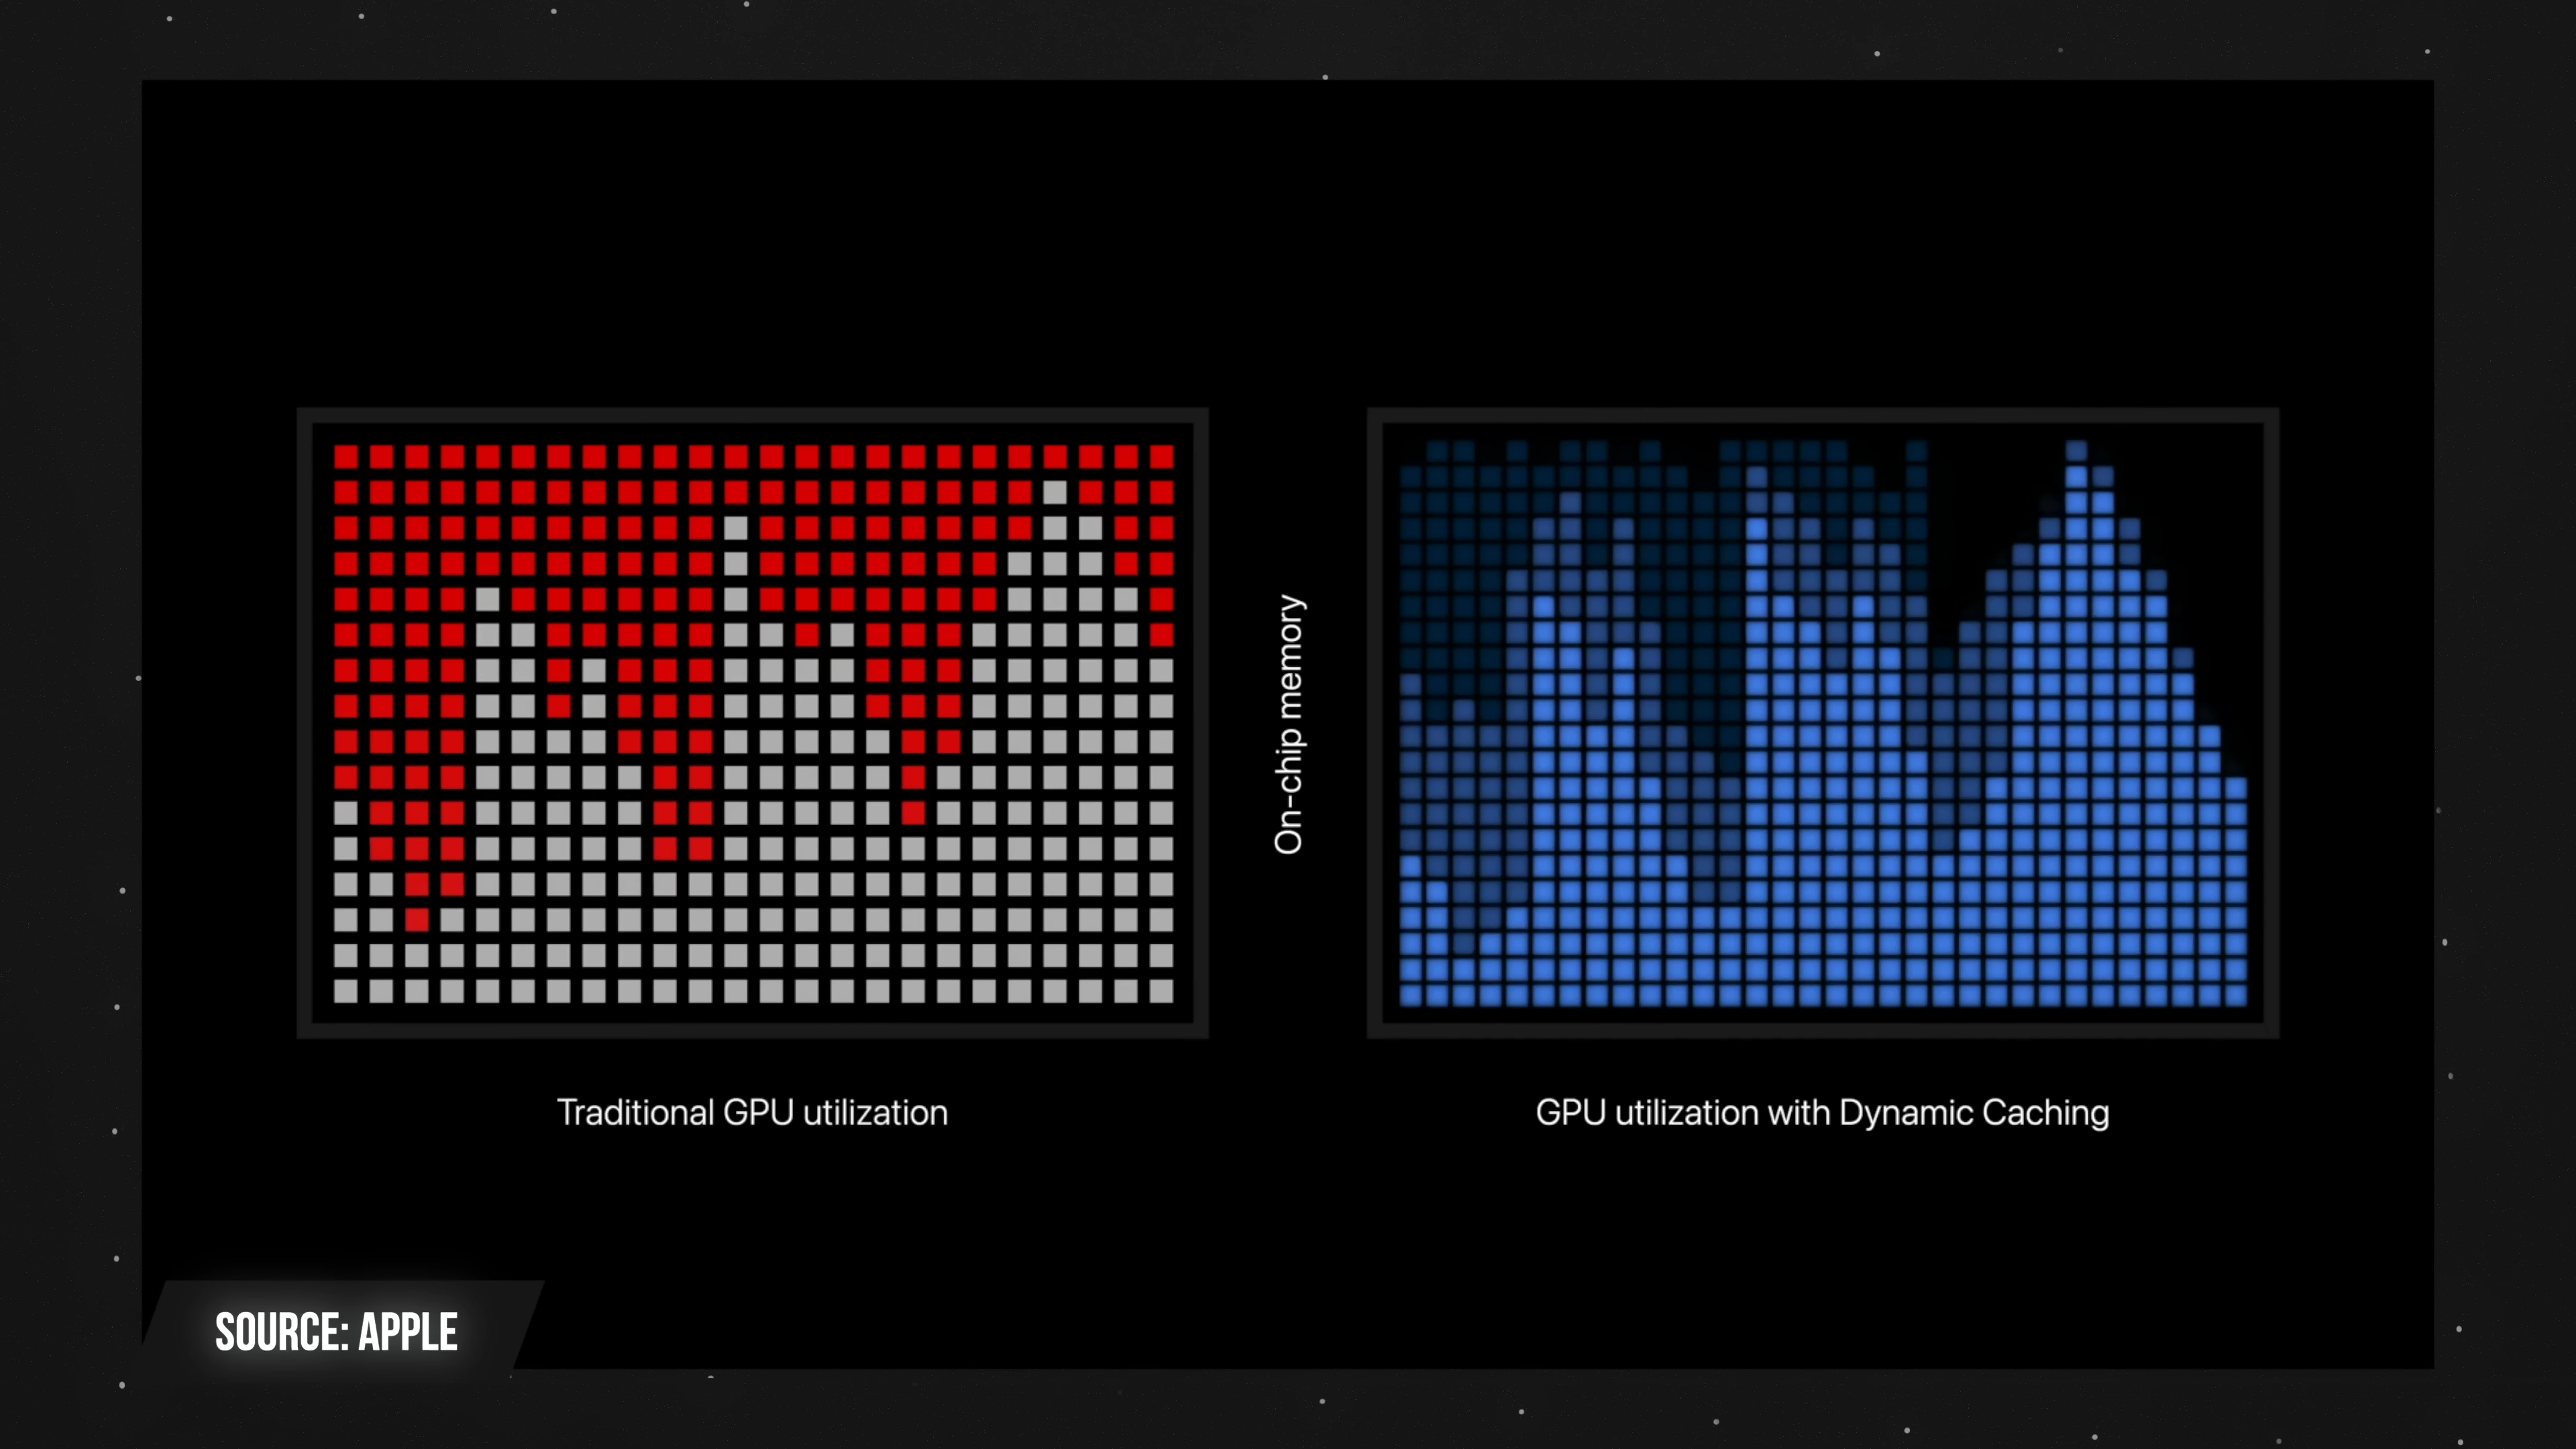 On-chip memory
Traditional GPU utilization
GPU utilization with Dynamic Caching
SOURCE: APPLE